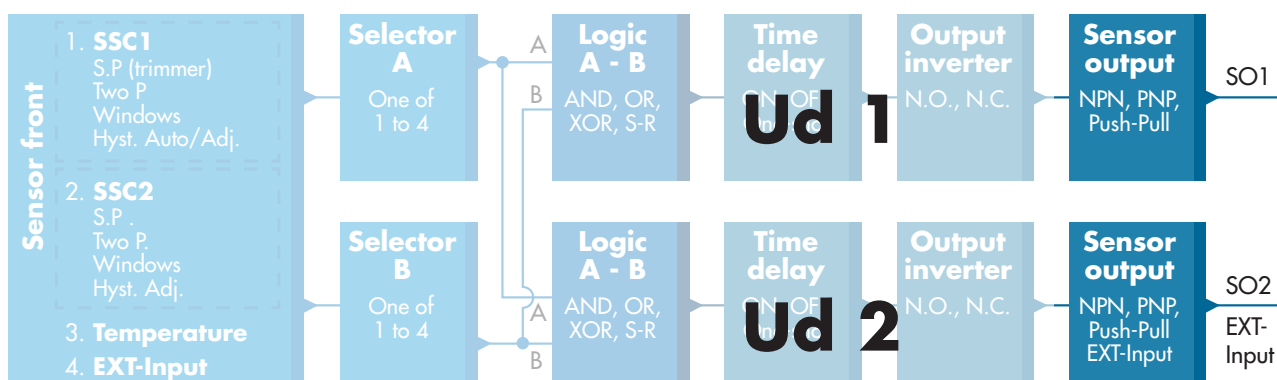 Sensor front
1. SSC1
S.P (trimmer)
Two P
Windows
Hyst. Auto/Adj.
2. SSC2
S.P .
Two P.
Windows
Hyst. Adj.
3. Temperature
4. EXT-Input
Selector
A
One of
1 to 4
A
B
Logic
A - B
AND, OR,
XOR, S-R
Time
delay
Ud 1
Output
inverter
N.O., N.C.
Sensor
output
NPN, PNP,
Push-Pull
SO1
Selector
B
One of
1 to 4
A
B
Logic
A - B
AND, OR,
XOR, S-R
Time
delay
Ud 2
Output
inverter
N.O., N.C.
Sensor
output
NPN, PNP,
Push-Pull
EXT-Input
SO2
EXT-
Input